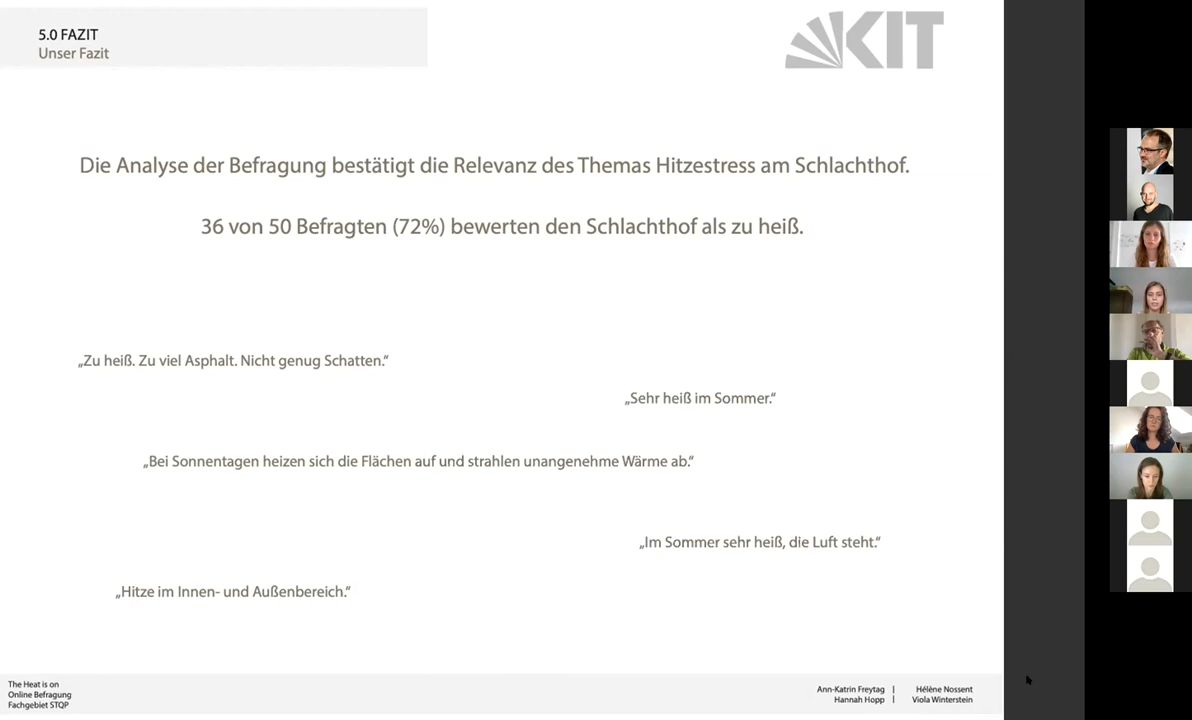 5.0 FAZIT
Unser Fazit
KIT
Die Analyse der Befragung bestätigt die Relevanz des Themas Hitzestress am Schlachthof.
36 von 50 Befragten (72%) bewerten den Schlachthof als zu heiß.
„Zu heiß. Zu viel Asphalt. Nicht genug Schatten.“
„Sehr heiß im Sommer.“
„Bei Sonnentagen heizen sich die Flächen auf und strahlen unangenehme Wärme ab.“
„Im Sommer sehr heiß, die Luft steht.“
„Hitze im Innen- und Außenbereich.“
The Heat is on
Online Befragung
Fachgebiet STQP
Ann-Katrin Freytag | Hélène Nossent
Hannah Hopp | Viola Winterstein